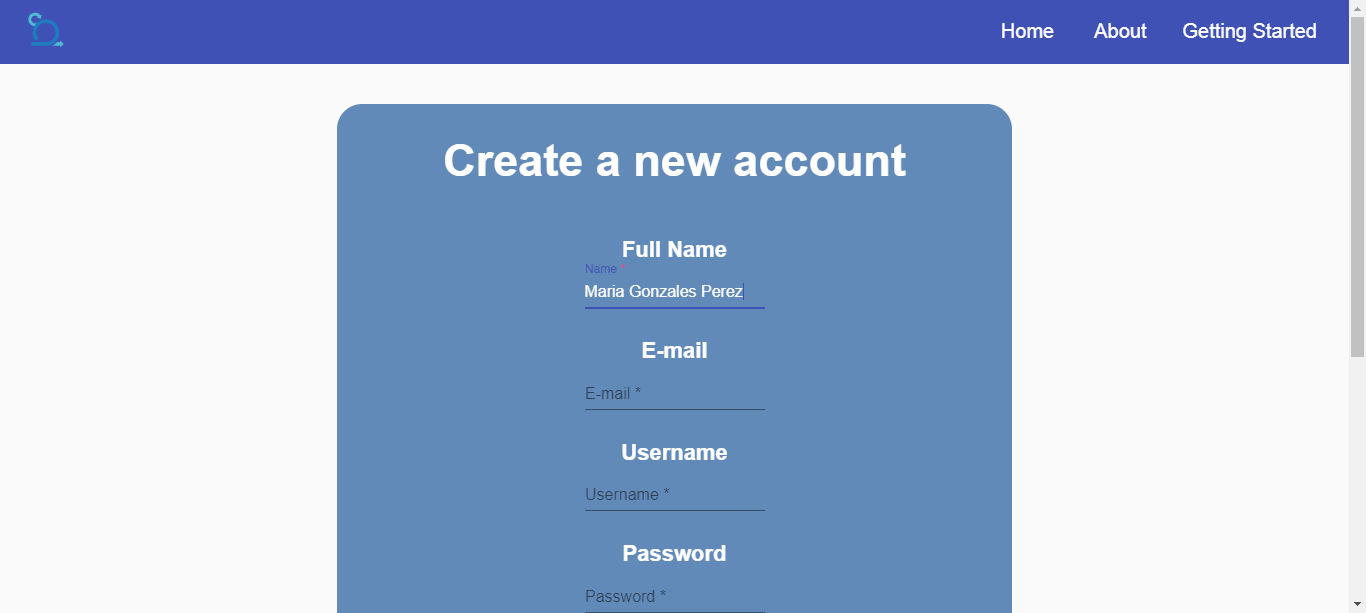 Home About Getting Started
Create a new account
Full Name
Name *
Maria Gonzales Perez
E-mail
E-mail *
Username
Username *
Password
Password *